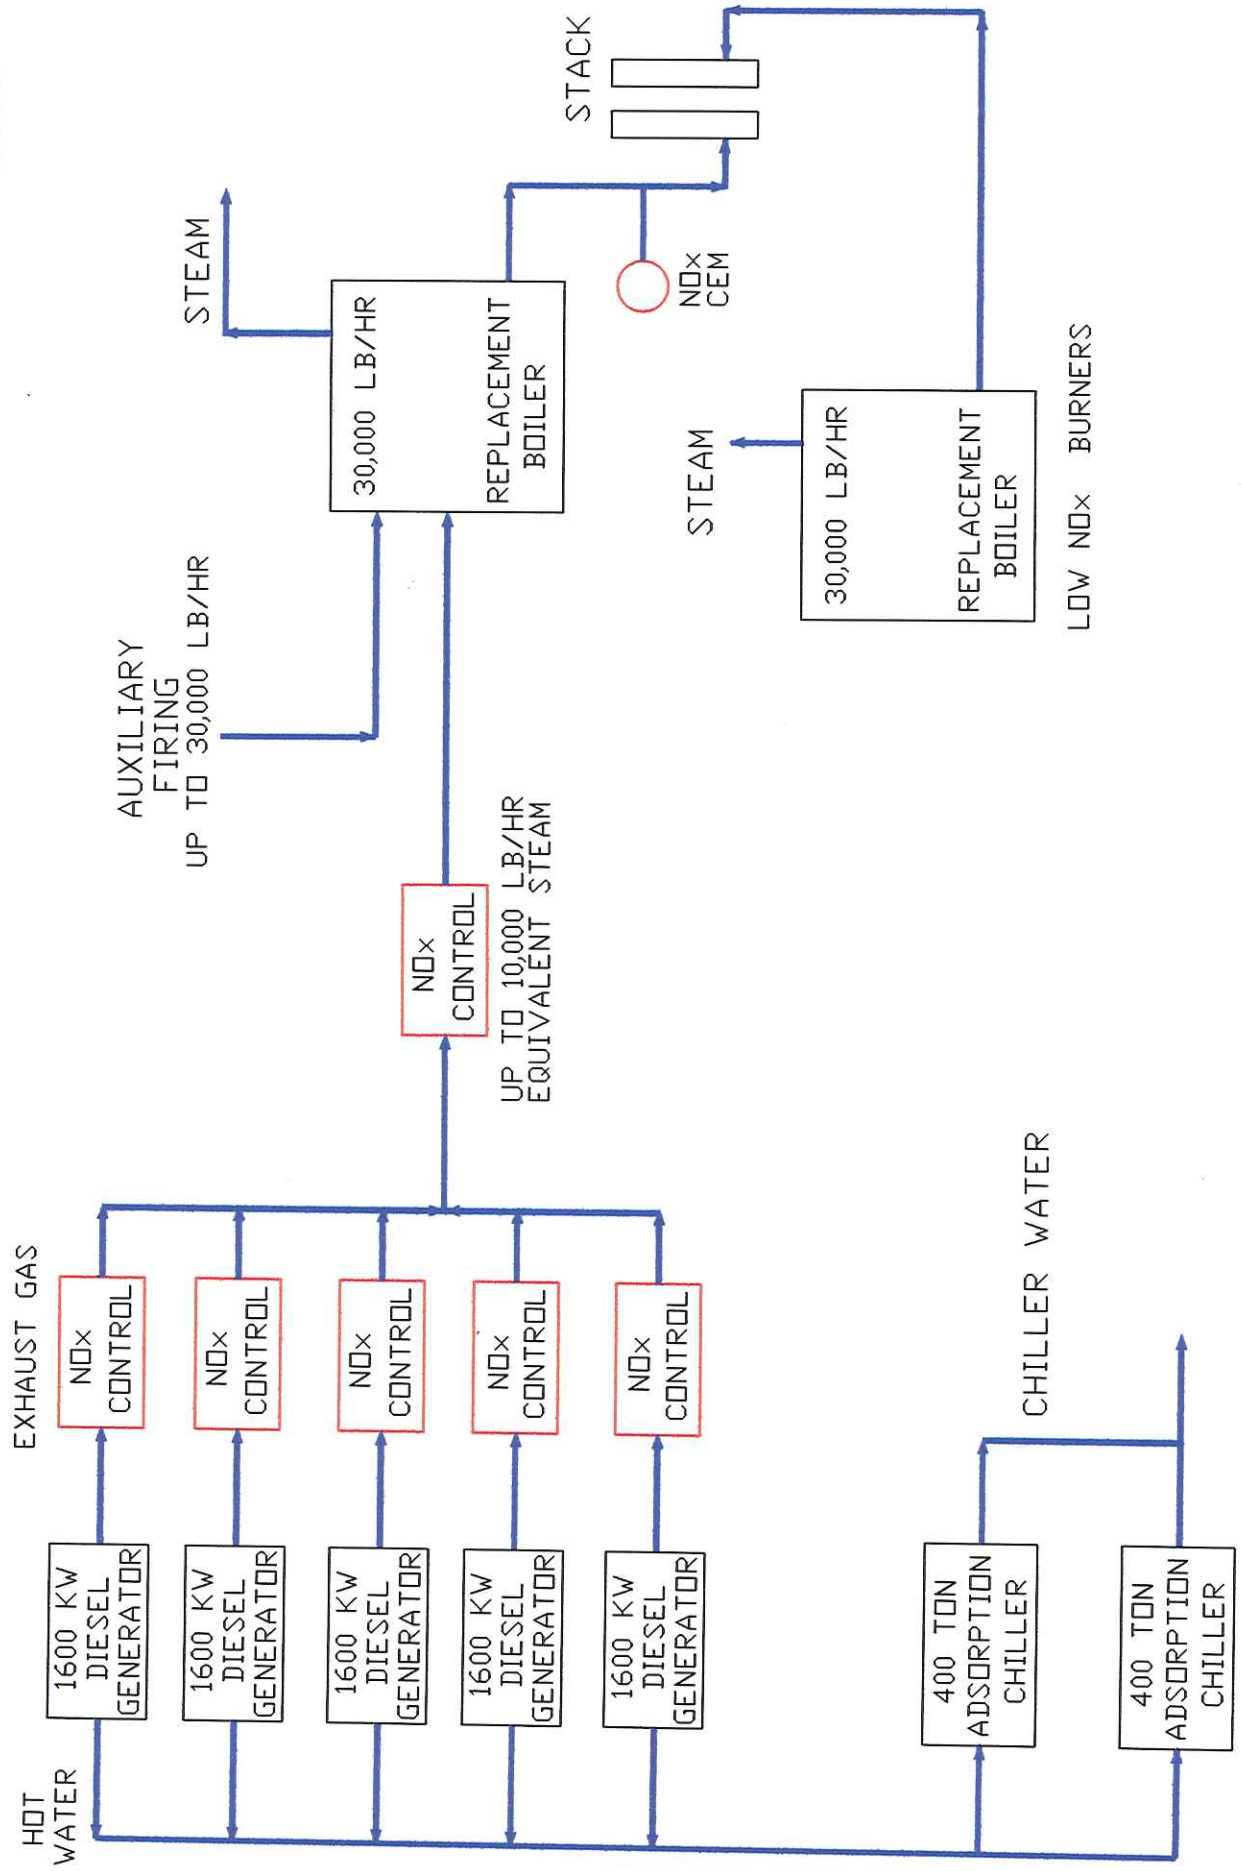 HOT
WATER
1600 KW
DIESEL
GENERATOR
1600 KW
DIESEL
GENERATOR
1600 KW
DIESEL
GENERATOR
1600 KW
DIESEL
GENERATOR
1600 KW
DIESEL
GENERATOR
EXHAUST GAS
NOx
CONTROL
NOx
CONTROL
NOx
CONTROL
NOx
CONTROL
NOx
CONTROL
400 TON
ADSORPTION
CHILLER
400 TON
ADSORPTION
CHILLER
CHILLER WATER
NOx
CONTROL
UP TO 10,000 LB/HR
EQUIVALENT STEAM
AUXILIARY
FIRING
UP TO 30,000 LB/HR
STEAM
30,000 LB/HR
REPLACEMENT
BOILER
NOx
CEM
STACK
STEAM
30,000 LB/HR
REPLACEMENT
BOILER
LOW NOx BURNERS